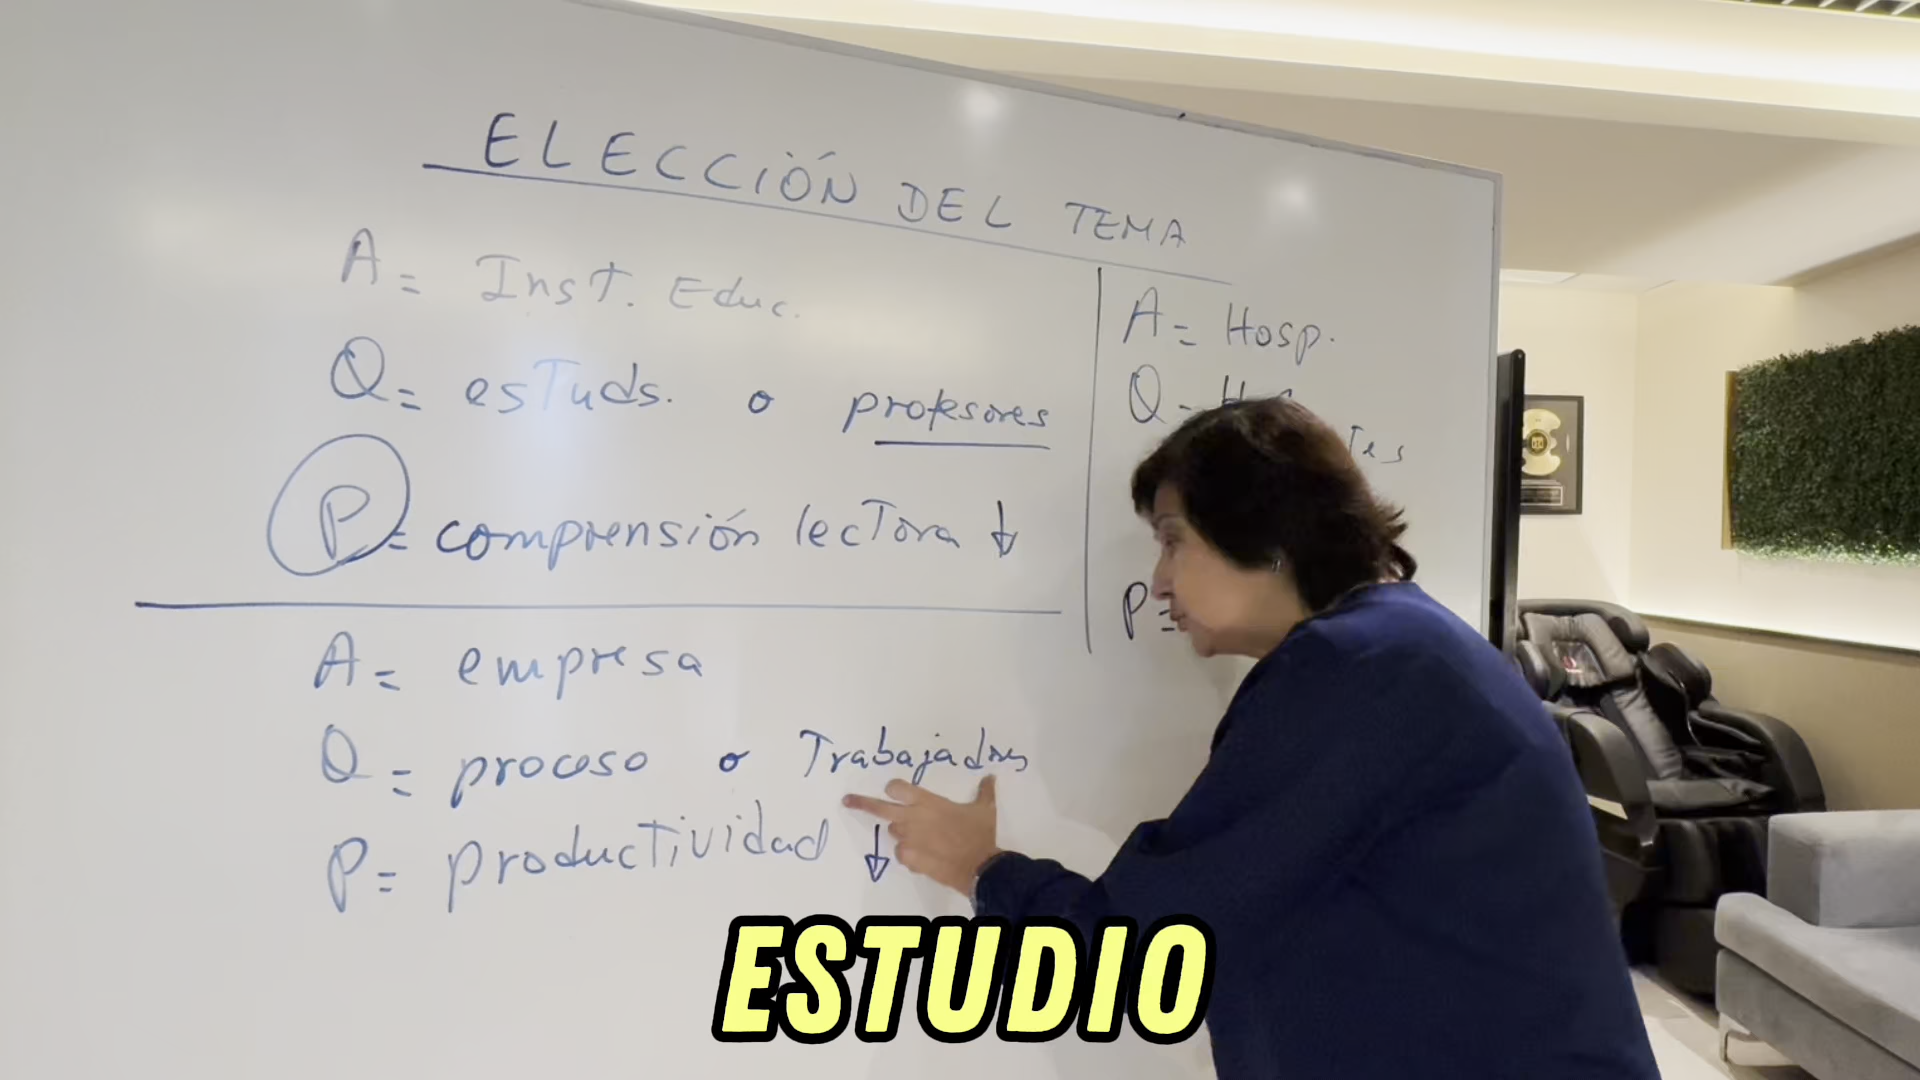 ELECCIÓN DEL TEMA
A = Inst. Educ.
Q = estuds. o profesores
P = comprensión lectora ↓
A = empresa
Q = proceso o Trabajadores
P = productividad ↓
A = Hosp.
Q =
P =
ESTUDIO